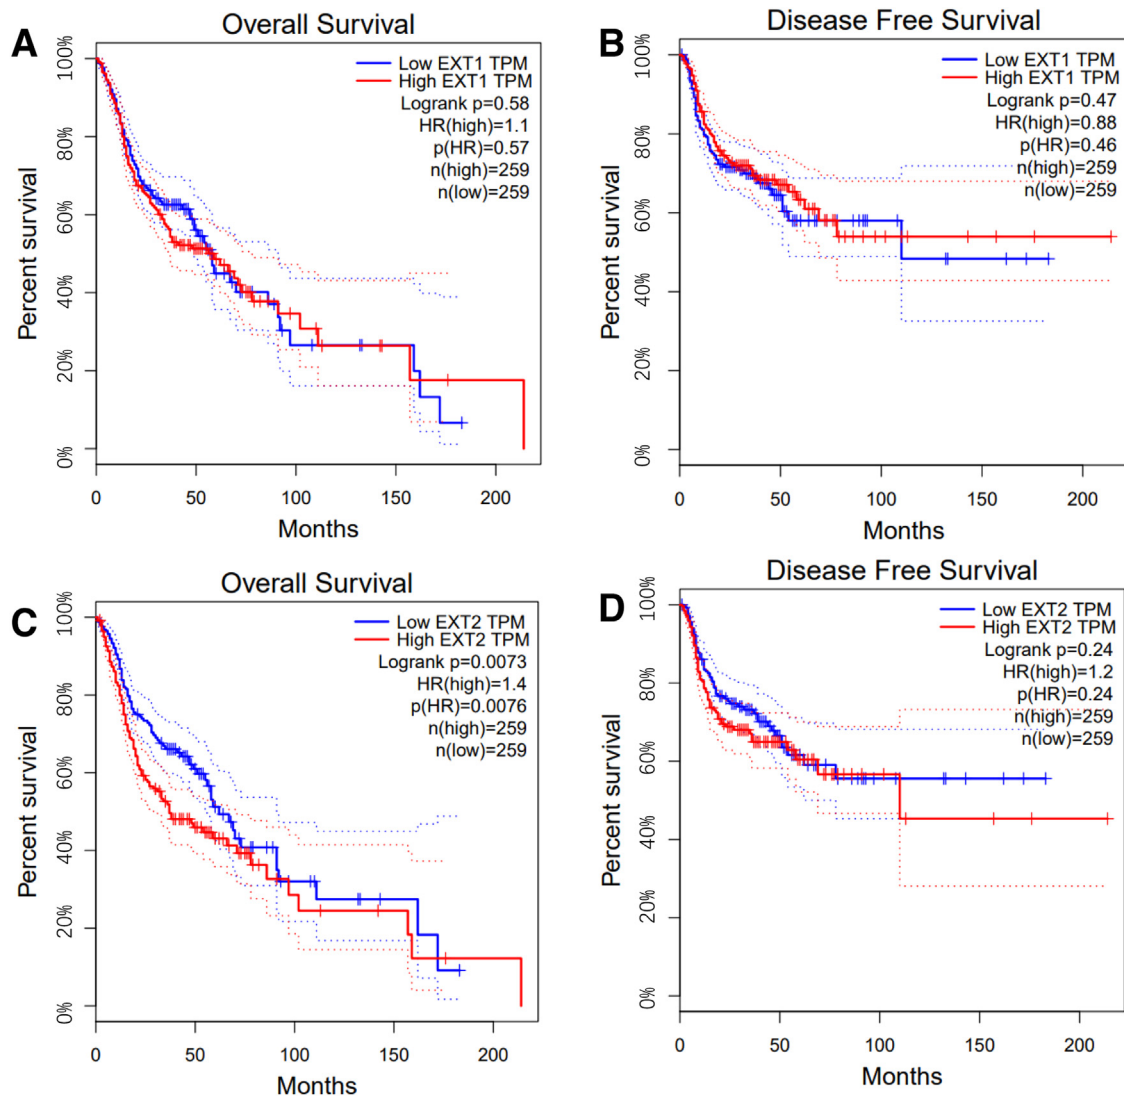 A
Overall Survival
Low EXT1 TPM
High EXT1 TPM
Logrank p=0.58
HR(high)=1.1
p(HR)=0.57
n(high)=259
n(low)=259
Percent survival
100%
80%
60%
40%
20%
0%
0 50 100 150 200
Months
B
Disease Free Survival
Low EXT1 TPM
High EXT1 TPM
Logrank p=0.47
HR(high)=0.88
p(HR)=0.46
n(high)=259
n(low)=259
Percent survival
100%
80%
60%
40%
20%
0%
0 50 100 150 200
Months
C
Overall Survival
Low EXT2 TPM
High EXT2 TPM
Logrank p=0.0073
HR(high)=1.4
p(HR)=0.0076
n(high)=259
n(low)=259
Percent survival
100%
80%
60%
40%
20%
0%
0 50 100 150 200
Months
D
Disease Free Survival
Low EXT2 TPM
High EXT2 TPM
Logrank p=0.24
HR(high)=1.2
p(HR)=0.24
n(high)=259
n(low)=259
Percent survival
100%
80%
60%
40%
20%
0%
0 50 100 150 200
Months